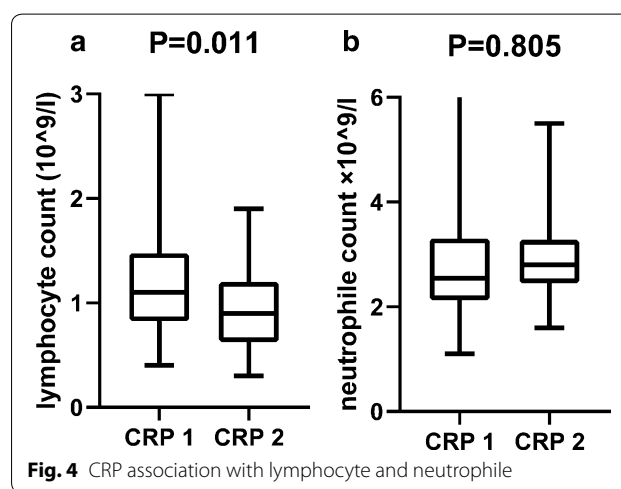 a P=0.011
lymphocyte count (10^9/l)
3
2
1
0
CRP 1 CRP 2
b P=0.805
neutrophile count ×10^9/l
6
4
2
0
CRP 1 CRP 2
Fig. 4 CRP association with lymphocyte and neutrophile